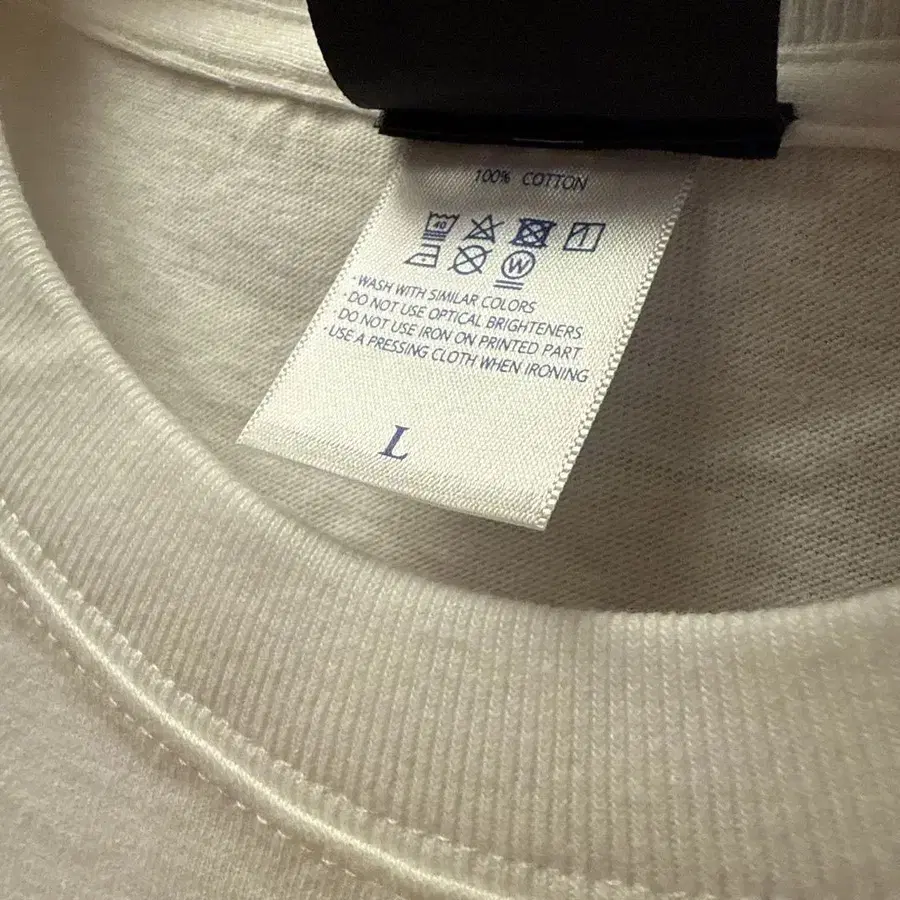 100% COTTON
40
W
·WASH WITH SIMILAR COLORS
·DO NOT USE OPTICAL BRIGHTENERS
·DO NOT USE IRON ON PRINTED PART
·USE A PRESSING CLOTH WHEN IRONING
L